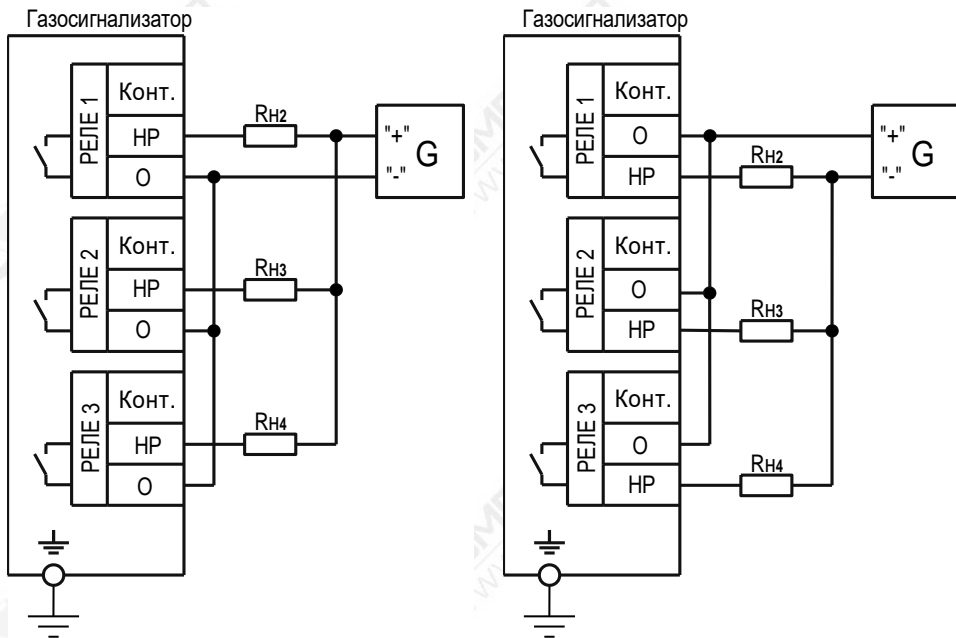 Газосигнализатор
РЕЛЕ 1
Конт.
НР
О
Rн2
"+"
"-"
G
РЕЛЕ 2
Конт.
НР
О
Rн3
РЕЛЕ 3
Конт.
НР
О
Rн4
Газосигнализатор
РЕЛЕ 1
Конт.
О
НР
Rн2
"+"
"-"
G
РЕЛЕ 2
Конт.
О
НР
Rн3
РЕЛЕ 3
Конт.
О
НР
Rн4